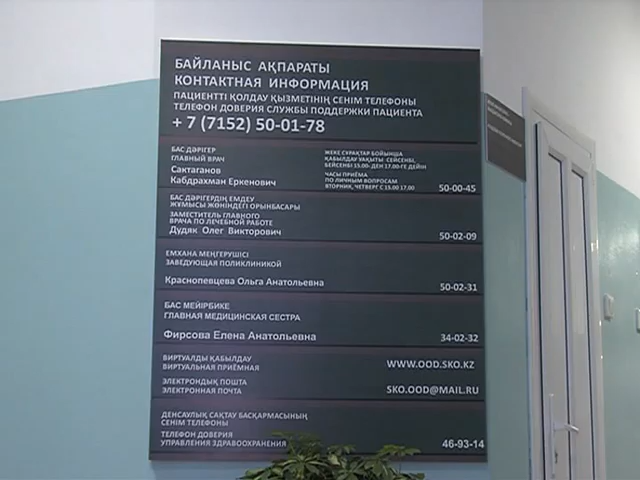 БАЙЛАНЫС АҚПАРАТЫ
КОНТАКТНАЯ ИНФОРМАЦИЯ
ПАЦИЕНТТІ ҚОЛДАУ ҚЫЗМЕТІНІҢ СЕНІМ ТЕЛЕФОНЫ
ТЕЛЕФОН ДОВЕРИЯ СЛУЖБЫ ПОДДЕРЖКИ ПАЦИЕНТА
+ 7 (7152) 50-01-78
БАС ДӘРІГЕР
ГЛАВНЫЙ ВРАЧ
Сактаганов
Кабдрахман Еркенович
ЖЕКЕ СҰРАҚТАР БОЙЫНША
ҚАБЫЛДАУ УАҚЫТЫ: СЕЙСЕНБІ,
БЕЙСЕНБІ 15.00- ДЕН 17.00-ГЕ ДЕЙІН
ЧАСЫ ПРИЁМА
ПО ЛИЧНЫМ ВОПРОСАМ
ВТОРНИК, ЧЕТВЕРГ С 15.00 17.00
50-00-45
БАС ДӘРІГЕРДІҢ ЕМДЕУ
ЖҰМЫСЫ ЖӨНІНДЕГІ ОРЫНБАСАРЫ
ЗАМЕСТИТЕЛЬ ГЛАВНОГО
ВРАЧА ПО ЛЕЧЕБНОЙ РАБОТЕ
Дудяк Олег Викторович
50-02-09
ЕМХАНА МЕҢГЕРУШІСІ
ЗАВЕДУЮЩАЯ ПОЛИКЛИНИКОЙ
Краснопевцева Ольга Анатольевна
50-02-31
БАС МЕЙІРБИКЕ
ГЛАВНАЯ МЕДИЦИНСКАЯ СЕСТРА
Фирсова Елена Анатольевна
34-02-32
ВИРТУАЛДЫ ҚАБЫЛДАУ
ВИРТУАЛЬНАЯ ПРИЁМНАЯ
WWW.OOD.SKO.KZ
ЭЛЕКТРОНДЫҚ ПОШТА
ЭЛЕКТРОННАЯ ПОЧТА
SKO.OOD@MAIL.RU
ДЕНСАУЛЫҚ САҚТАУ БАСҚАРМАСЫНЫҢ
СЕНІМ ТЕЛЕФОНЫ
ТЕЛЕФОН ДОВЕРИЯ
УПРАВЛЕНИЯ ЗДРАВООХРАНЕНИЯ
46-93-14